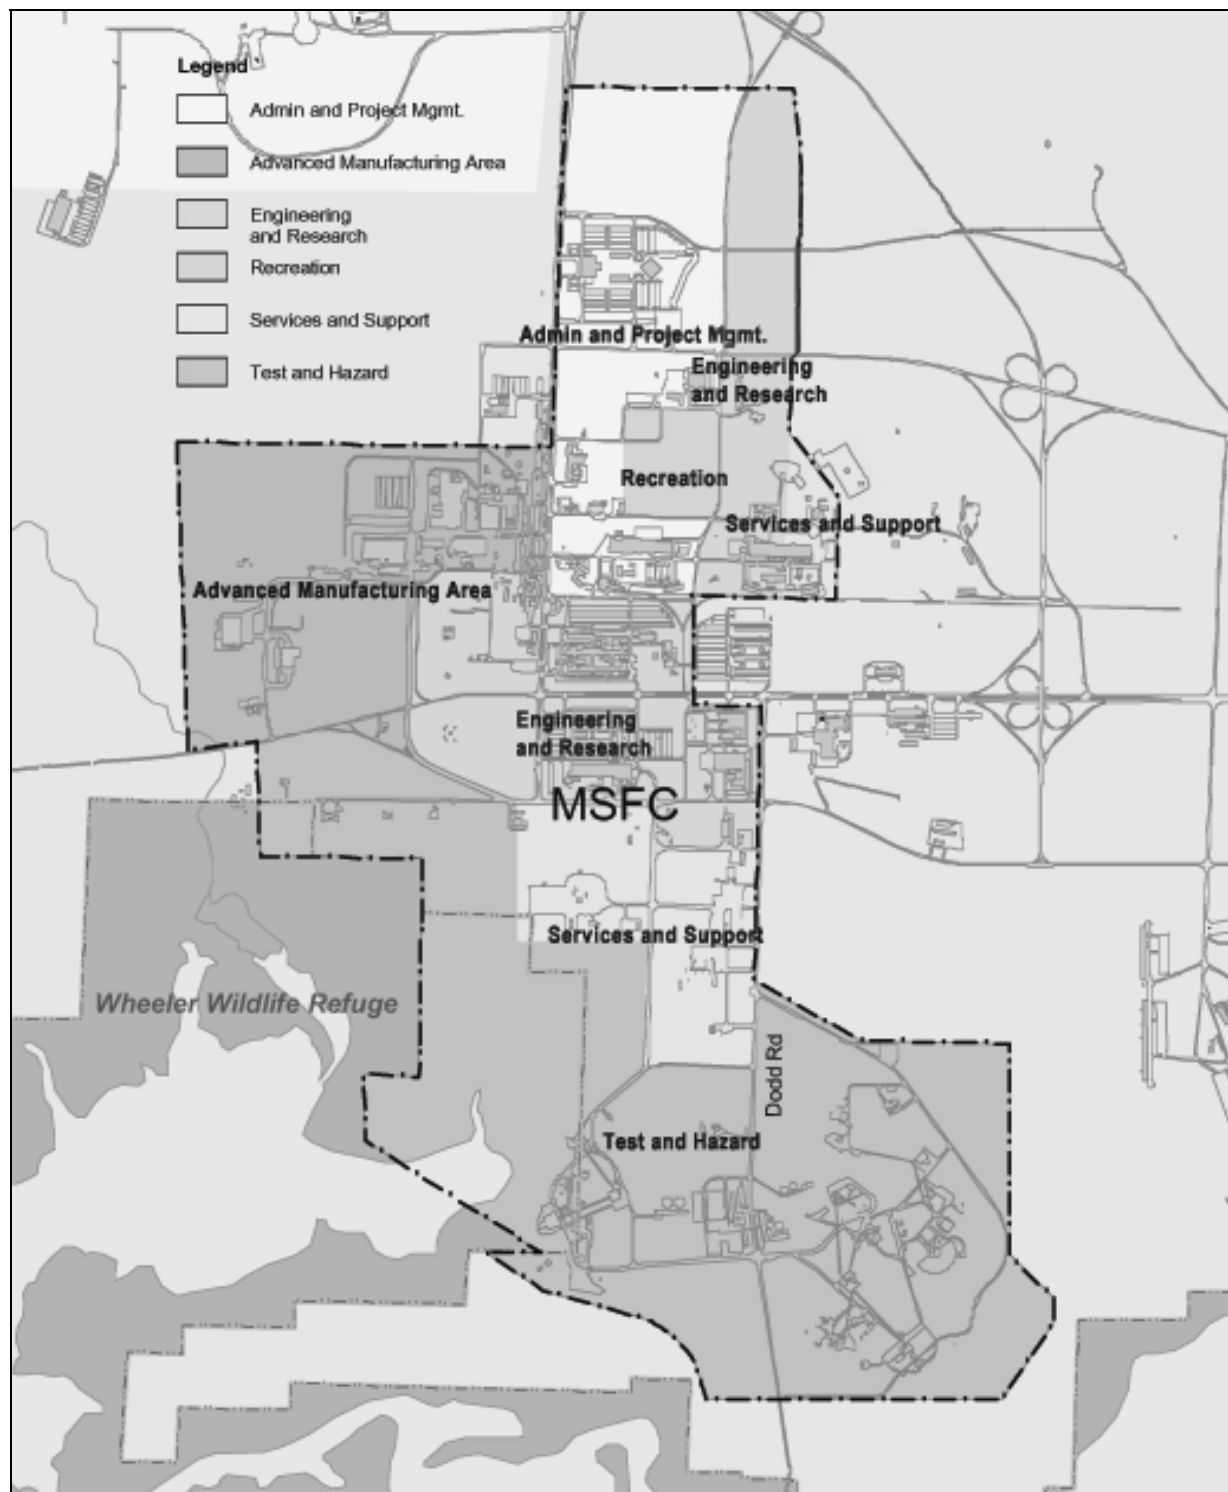 Legend
Admin and Project Mgmt.
Advanced Manufacturing Area
Engineering
and Research
Recreation
Services and Support
Test and Hazard
Admin and Project Mgmt.
Engineering
and Research
Recreation
Services and Support
Advanced Manufacturing Area
Engineering
and Research
MSFC
Services and Support
Wheeler Wildlife Refuge
Dodd Rd
Test and Hazard